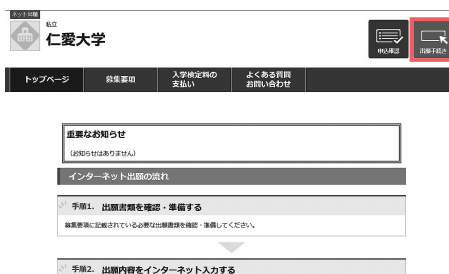 ネット出願
私立
仁愛大学
申込確認
出願手続き
トップページ
募集要項
入学検定料の
支払い
よくある質問
お問い合わせ
重要なお知らせ
(お知らせはありません)
インターネット出願の流れ
手順1. 出願書類を確認・準備する
募集要項に記載されている必要な出願書類を確認・準備してください。
手順2. 出願内容をインターネット入力する